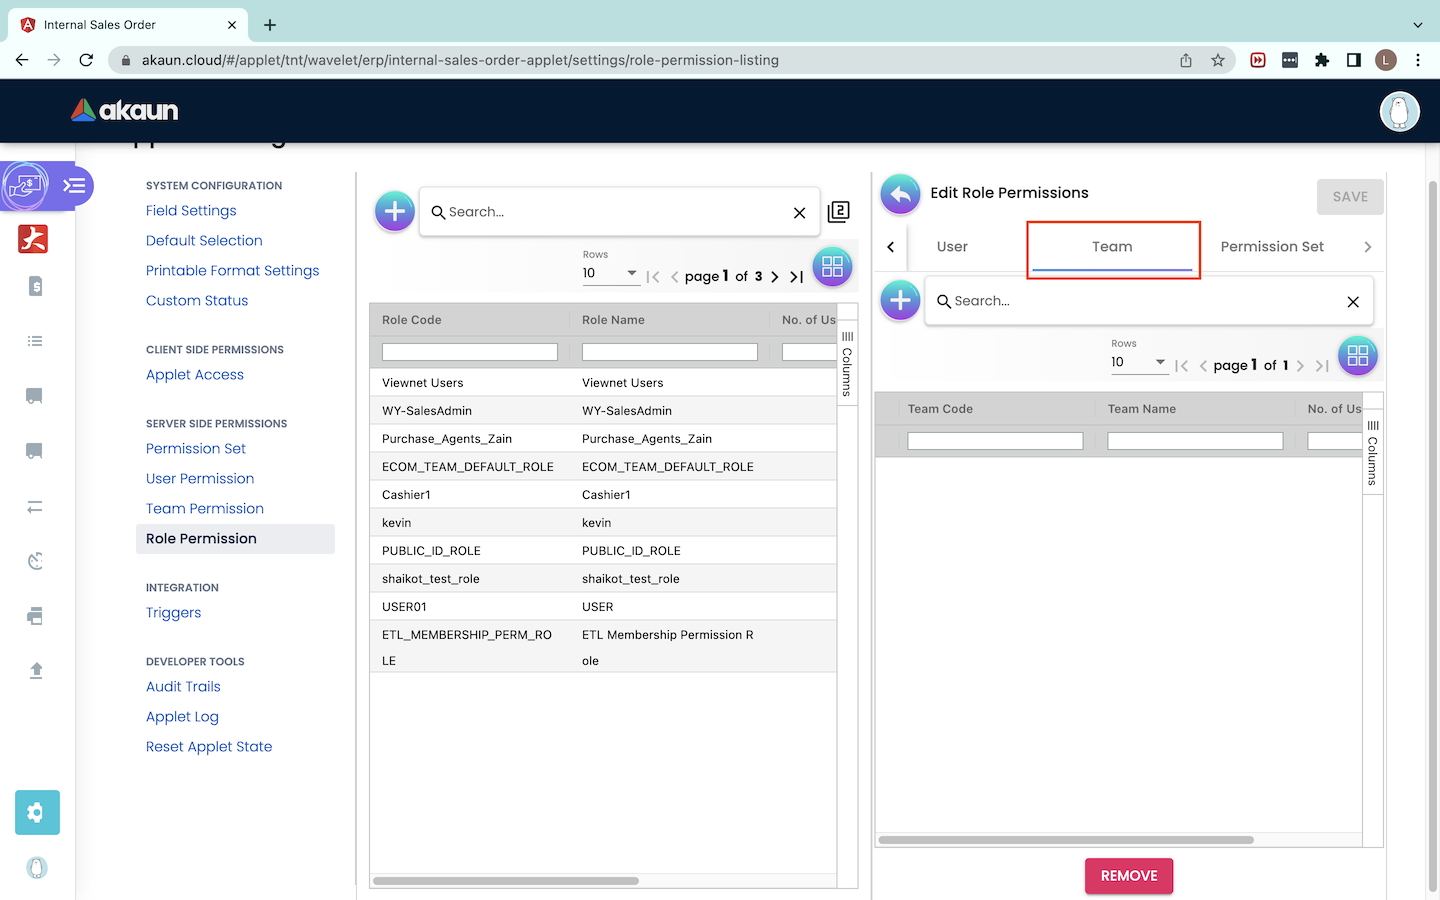 Internal Sales Order
akaun.cloud/#/applet/tnt/wavelet/erp/internal-sales-order-applet/settings/role-permission-listing
L
akaun
SYSTEM CONFIGURATION
Field Settings
Default Selection
Printable Format Settings
Custom Status
CLIENT SIDE PERMISSIONS
Applet Access
SERVER SIDE PERMISSIONS
Permission Set
User Permission
Team Permission
Role Permission
INTEGRATION
Triggers
DEVELOPER TOOLS
Audit Trails
Applet Log
Reset Applet State
Search...
2
Rows
10
page 1 of 3
Role Code Role Name No. of Us
Columns
Viewnet Users Viewnet Users
WY-SalesAdmin WY-SalesAdmin
Purchase_Agents_Zain Purchase_Agents_Zain
ECOM_TEAM_DEFAULT_ROLE ECOM_TEAM_DEFAULT_ROLE
Cashier1 Cashier1
kevin kevin
PUBLIC_ID_ROLE PUBLIC_ID_ROLE
shaikot_test_role shaikot_test_role
USER01 USER
ETL_MEMBERSHIP_PERM_RO ETL Membership Permission R
LE ole
Edit Role Permissions
SAVE
User Team Permission Set
Search...
Rows
10
page 1 of 1
Team Code Team Name No. of Us
Columns
REMOVE